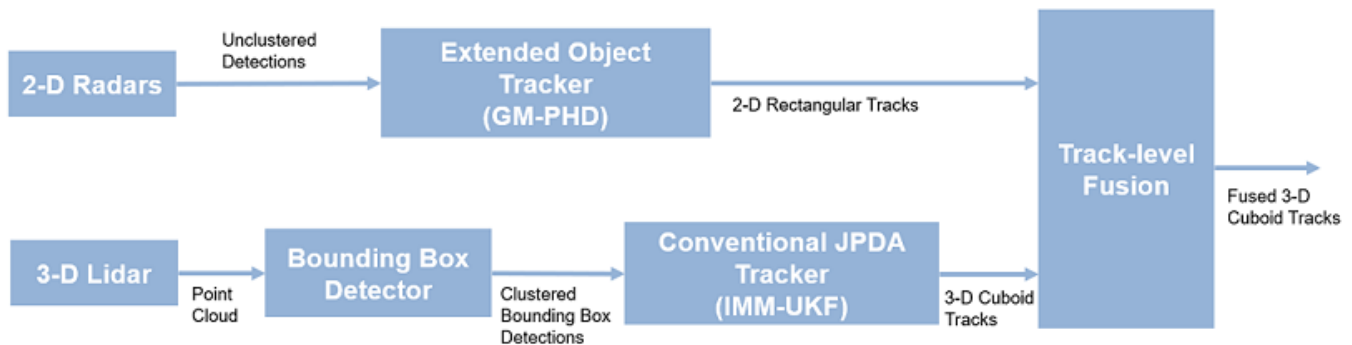 2-D Radars
Unclustered
Detections
Extended Object
Tracker
(GM-PHD)
2-D Rectangular Tracks
Track-level
Fusion
Fused 3-D
Cuboid Tracks
3-D Lidar
Point
Cloud
Bounding Box
Detector
Clustered
Bounding Box
Detections
Conventional JPDA
Tracker
(IMM-UKF)
3-D Cuboid
Tracks